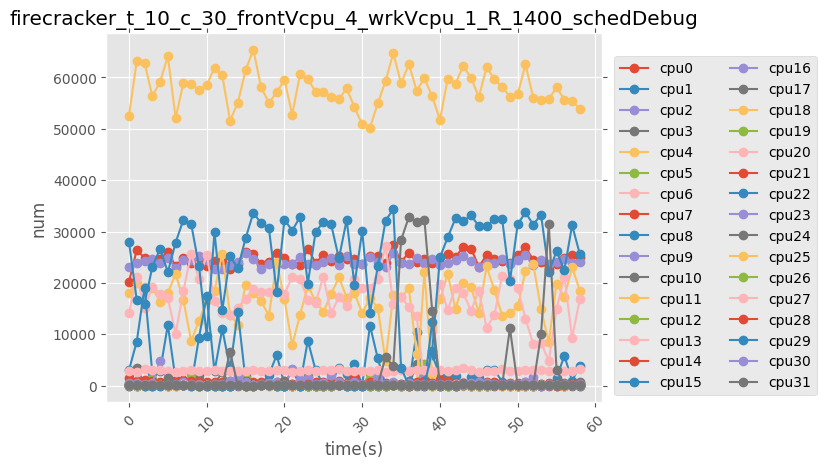 firecracker_t_10_c_30_frontVcpu_4_wrkVcpu_1_R_1400_schedDebug
num
60000
50000
40000
30000
20000
10000
0
0
10
20
30
40
50
60
time(s)
cpu0
cpu1
cpu2
cpu3
cpu4
cpu5
cpu6
cpu7
cpu8
cpu9
cpu10
cpu11
cpu12
cpu13
cpu14
cpu15
cpu16
cpu17
cpu18
cpu19
cpu20
cpu21
cpu22
cpu23
cpu24
cpu25
cpu26
cpu27
cpu28
cpu29
cpu30
cpu31